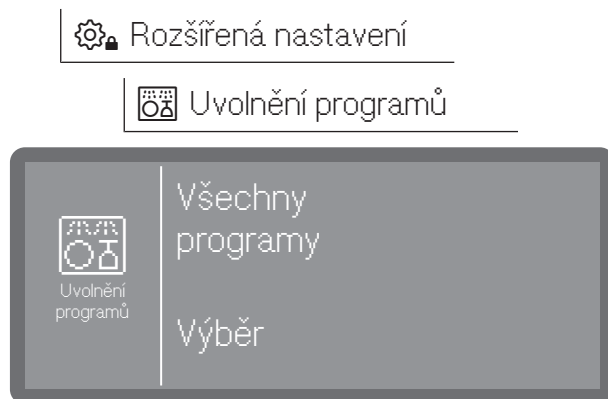 Rozšířená nastavení
Uvolnění programů
Všechny
programy
Uvolnění
programů
Výběr